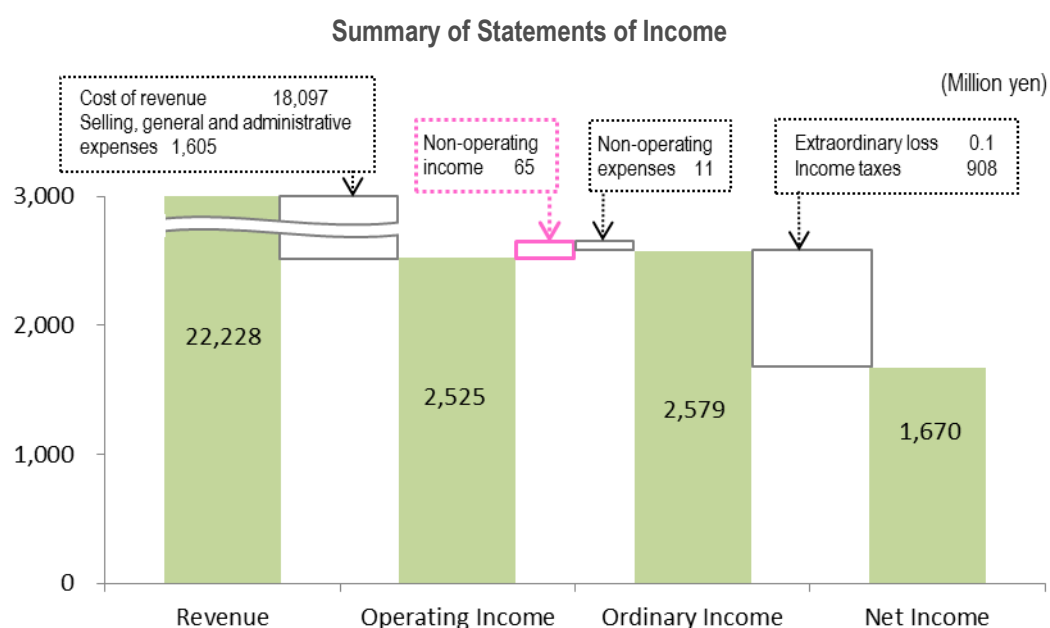 Summary of Statements of Income
(Million yen)
Cost of revenue 18,097
Selling, general and administrative
expenses 1,605
Non-operating
income 65
Non-operating
expenses 11
Extraordinary loss 0.1
Income taxes 908
3,000
2,000
1,000
0
22,228
2,525
2,579
1,670
Revenue
Operating Income
Ordinary Income
Net Income